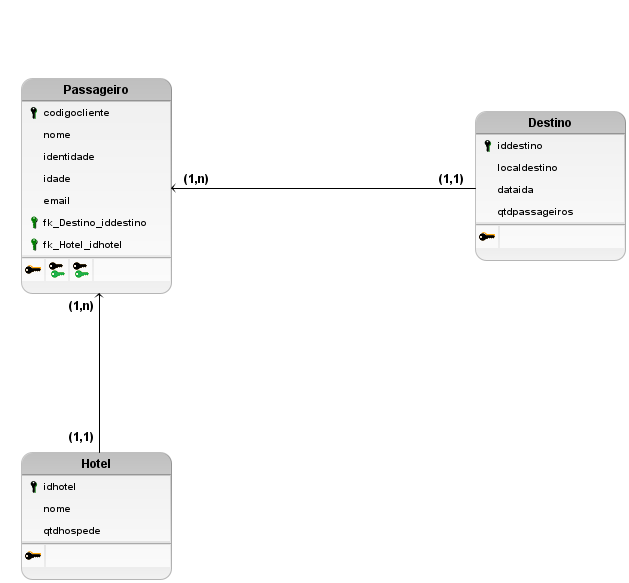 Passageiro
codigocliente
nome
identidade
idade
email
fk_Destino_iddestino
fk_Hotel_idhotel
(1,n)
(1,1)
Destino
iddestino
localdestino
dataida
qtdpassageiros
(1,n)
(1,1)
Hotel
idhotel
nome
qtdhospede